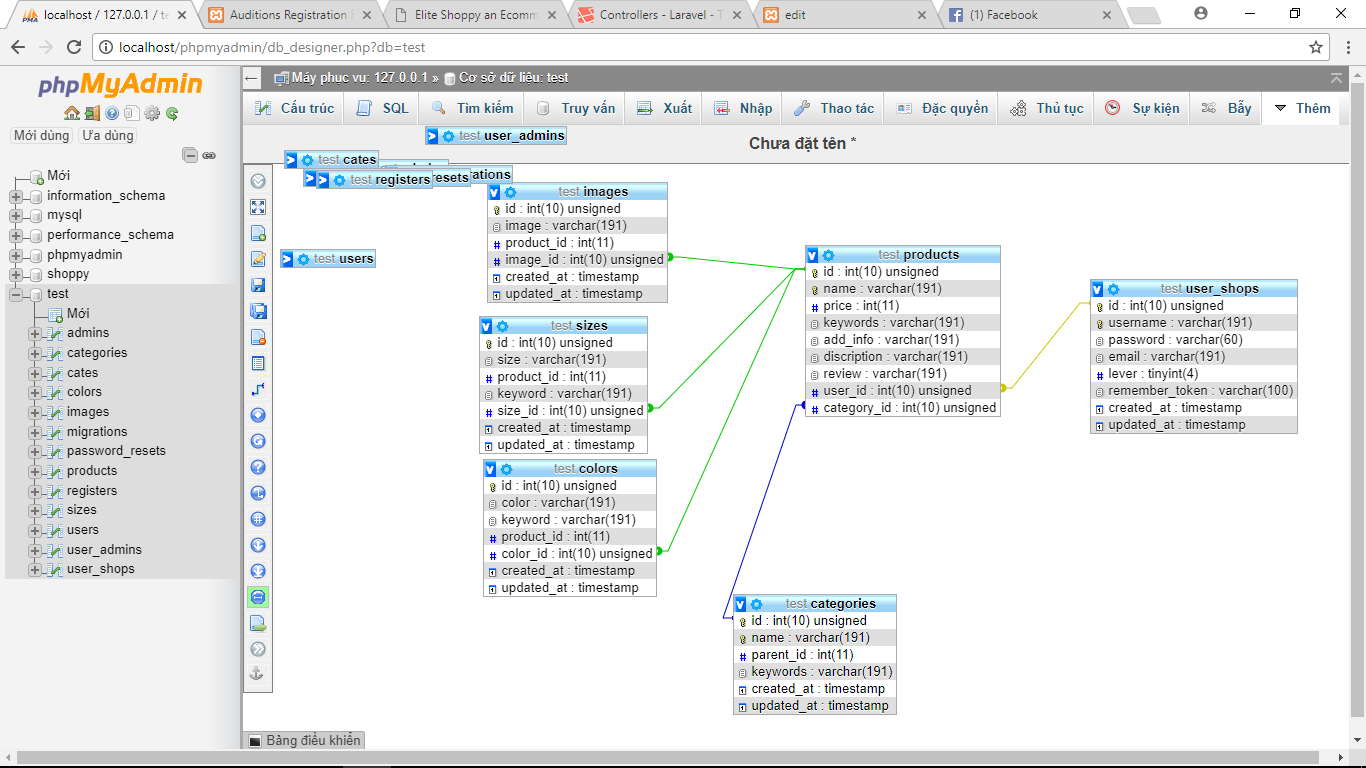 localhost / 127.0.0.1 / te
Auditions Registration F
Elite Shoppy an Ecomm
Controllers - Laravel - T
edit
(1) Facebook
localhost/phpmyadmin/db_designer.php?db=test
phpMyAdmin
Mới dùng
Ưa dùng
Mới
information_schema
mysql
performance_schema
phpmyadmin
shoppy
test
Mới
admins
categories
cates
colors
images
migrations
password_resets
products
registers
sizes
users
user_admins
user_shops
Máy phục vụ: 127.0.0.1 » Cơ sở dữ liệu: test
Cấu trúc
SQL
Tìm kiếm
Truy vấn
Xuất
Nhập
Thao tác
Đặc quyền
Thủ tục
Sự kiện
Bẫy
Thêm
Chưa đặt tên *
test user_admins
test cates
ations
resets
test registers
test users
test images
id : int(10) unsigned
image : varchar(191)
product_id : int(11)
image_id : int(10) unsigned
created_at : timestamp
updated_at : timestamp
test sizes
id : int(10) unsigned
size : varchar(191)
product_id : int(11)
keyword : varchar(191)
size_id : int(10) unsigned
created_at : timestamp
updated_at : timestamp
test colors
id : int(10) unsigned
color : varchar(191)
keyword : varchar(191)
product_id : int(11)
color_id : int(10) unsigned
created_at : timestamp
updated_at : timestamp
test products
id : int(10) unsigned
name : varchar(191)
price : int(11)
keywords : varchar(191)
add_info : varchar(191)
discription : varchar(191)
review : varchar(191)
user_id : int(10) unsigned
category_id : int(10) unsigned
test user_shops
id : int(10) unsigned
username : varchar(191)
password : varchar(60)
email : varchar(191)
lever : tinyint(4)
remember_token : varchar(100)
created_at : timestamp
updated_at : timestamp
test categories
id : int(10) unsigned
name : varchar(191)
parent_id : int(11)
keywords : varchar(191)
created_at : timestamp
updated_at : timestamp
Bảng điều khiển